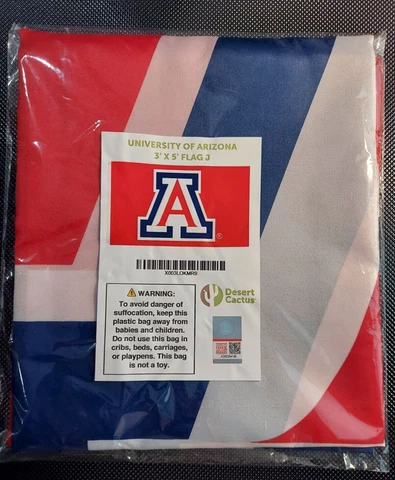 UNIVERSITY OF ARIZONA
3' X 5' FLAG J
A
®
X003LOKMR9
WARNING:
To avoid danger of
suffocation, keep this
plastic bag away from
babies and children.
Do not use this bag in
cribs, beds, carriages,
or playpens. This bag
is not a toy.
Desert
Cactus